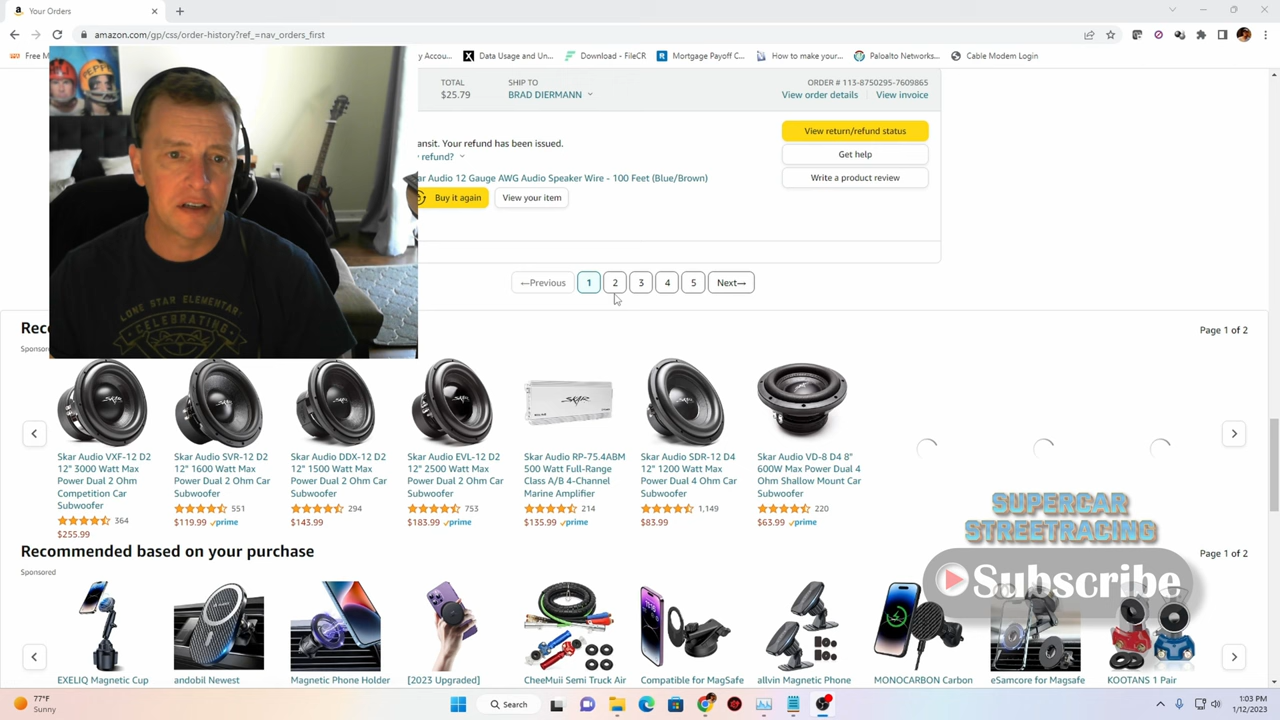 Your Orders
amazon.com/gp/css/order-history?ref_=nav_orders_first
Free M
y Accou...
Data Usage and Un...
Download - FileCR
Mortgage Payoff C...
How to make your...
Paloalto Networks...
Cable Modem Login
TOTAL
$25.79
SHIP TO
BRAD DIERMANN
ORDER # 113-8750295-7609865
View order details
View invoice
ansit. Your refund has been issued.
refund?
ar Audio 12 Gauge AWG Audio Speaker Wire - 100 Feet (Blue/Brown)
Buy it again
View your item
View return/refund status
Get help
Write a product review
PEPPE
LONE STAR ELEMENTARY
CELEBRATING
←Previous
1
2
3
4
5
Next→
Rec
Sponsor
Page 1 of 2
SKAR
Skar Audio VXF-12 D2
12" 3000 Watt Max
Power Dual 2 Ohm
Competition Car
Subwoofer
364
$255.99
Skar Audio SVR-12 D2
12" 1600 Watt Max
Power Dual 2 Ohm Car
Subwoofer
551
$119.99 prime
Skar Audio DDX-12 D2
12" 1500 Watt Max
Power Dual 2 Ohm Car
Subwoofer
294
$143.99
Skar Audio EVL-12 D2
12" 2500 Watt Max
Power Dual 2 Ohm Car
Subwoofer
753
$183.99 prime
Skar Audio RP-75.4ABM
500 Watt Full-Range
Class A/B 4-Channel
Marine Amplifier
214
$135.99 prime
Skar Audio SDR-12 D4
12" 1200 Watt Max
Power Dual 4 Ohm Car
Subwoofer
1,149
$83.99
Skar Audio VD-8 D4 8"
600W Max Power Dual 4
Ohm Shallow Mount Car
Subwoofer
220
$63.99 prime
SUPERCAR
STREETRACING
Subscribe
Recommended based on your purchase
Sponsored
Page 1 of 2
EXELIQ Magnetic Cup
andobil Newest
Magnetic Phone Holder
[2023 Upgraded]
CheeMuii Semi Truck Air
Compatible for MagSafe
allvin Magnetic Phone
MONOCARBON Carbon
eSamcore for Magsafe
KOOTANS 1 Pair
77°F
Sunny
Search
1:03 PM
1/12/2023